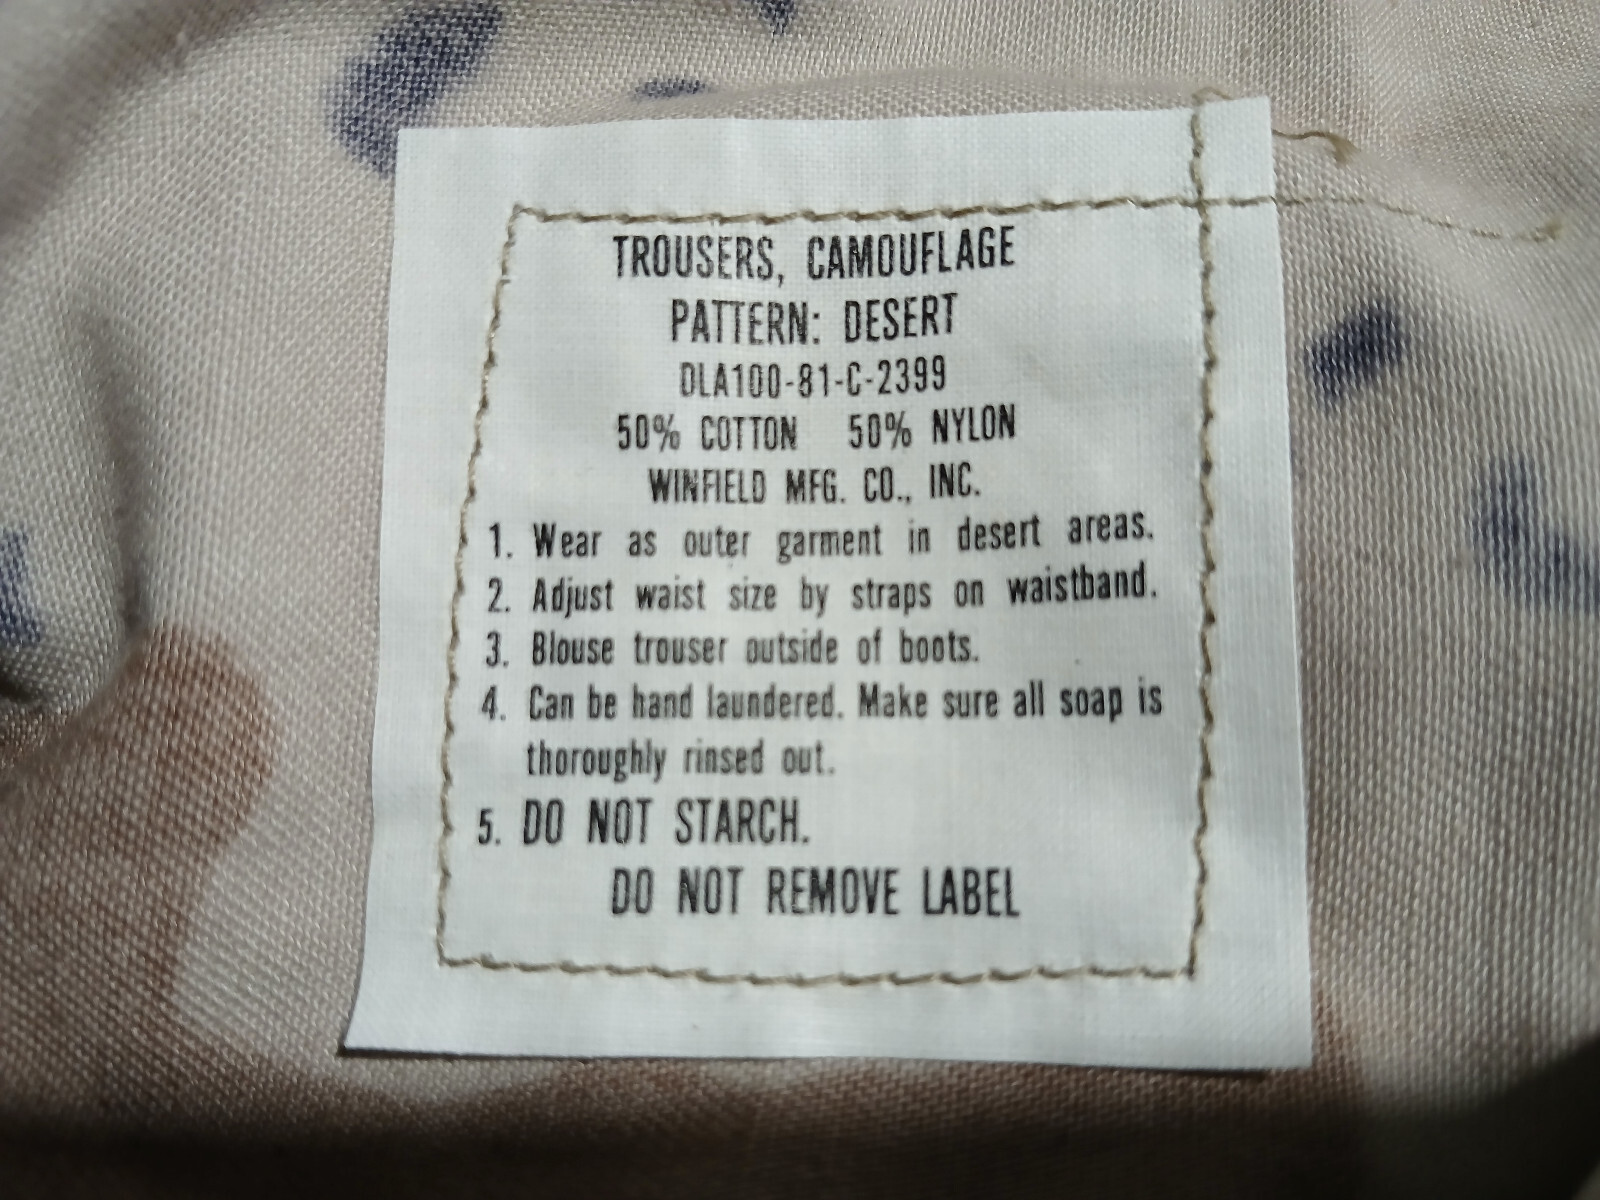 TROUSERS, CAMOUFLAGE
PATTERN: DESERT
DLA100-81-C-2399
50% COTTON 50% NYLON
WINFIELD MFG. CO., INC.
1. Wear as outer garment in desert areas.
2. Adjust waist size by straps on waistband.
3. Blouse trouser outside of boots.
4. Can be hand laundered. Make sure all soap is
thoroughly rinsed out.
5. DO NOT STARCH.
DO NOT REMOVE LABEL